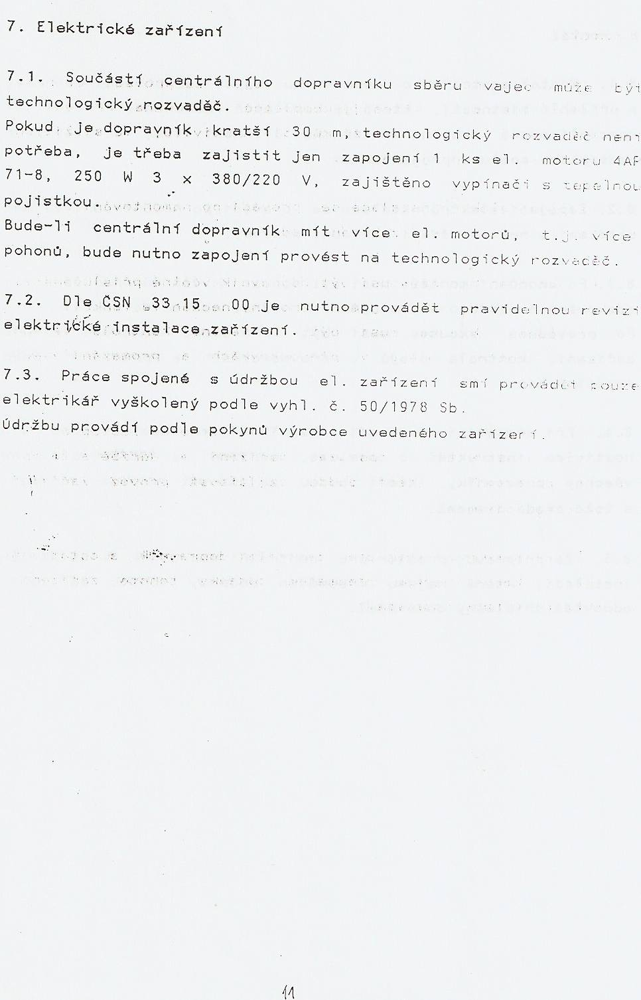 7. Elektrické zařízení
7.1. Součástí centrálního dopravníku sběru vajec může být
technologický rozvaděč.
Pokud je dopravník kratší 30 m, technologický rozvaděč není
potřeba, je třeba zajistit jen zapojení 1 ks el. motoru 4AP
71-8, 250 W 3 x 380/220 V, zajištěno vypínači s tepelnou
pojistkou.
Bude-li centrální dopravník mít více el. motorů, t.j. více
pohonů, bude nutno zapojení provést na technologický rozvaděč.
7.2. Dle ČSN 33 15 00 je nutno provádět pravidelnou revizi
elektrické instalace zařízení.
7.3. Práce spojené s údržbou el. zařízení smí provádět pouze
elektrikář vyškolený podle vyhl. č. 50/1978 Sb.
Údržbu provádí podle pokynů výrobce uvedeného zařízení.
11